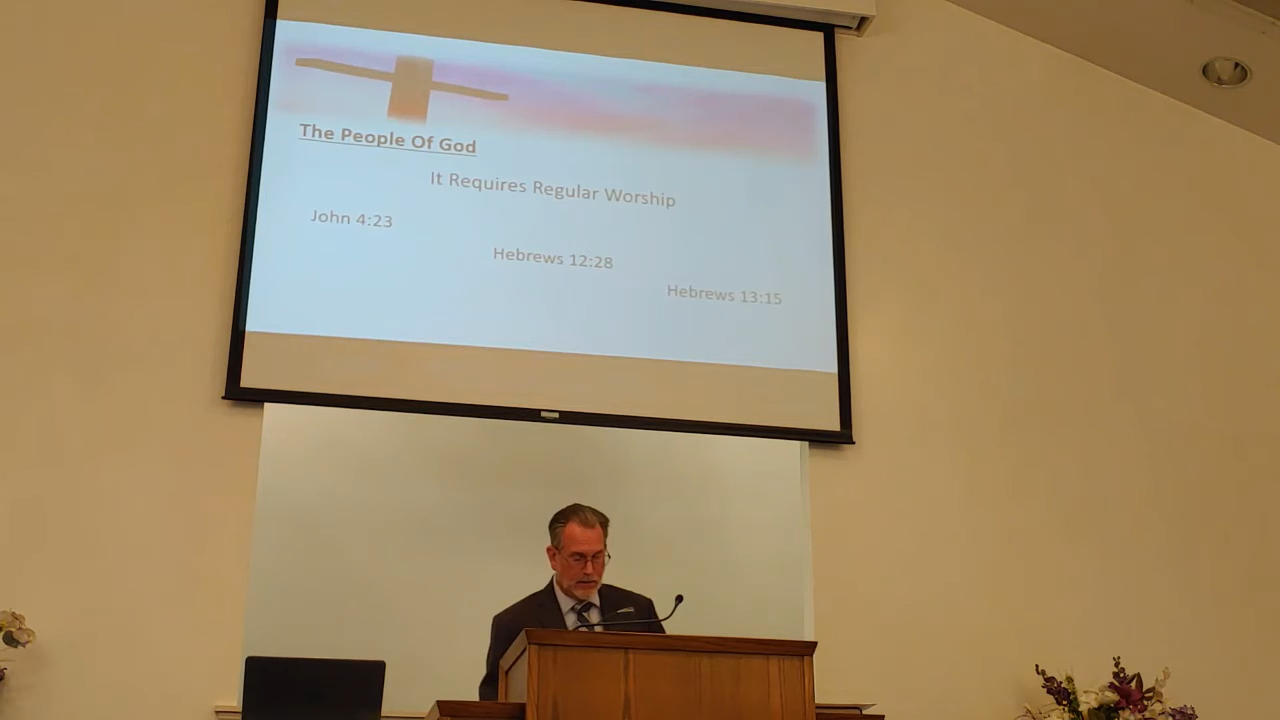 The People Of God
It Requires Regular Worship
John 4:23
Hebrews 12:28
Hebrews 13:15